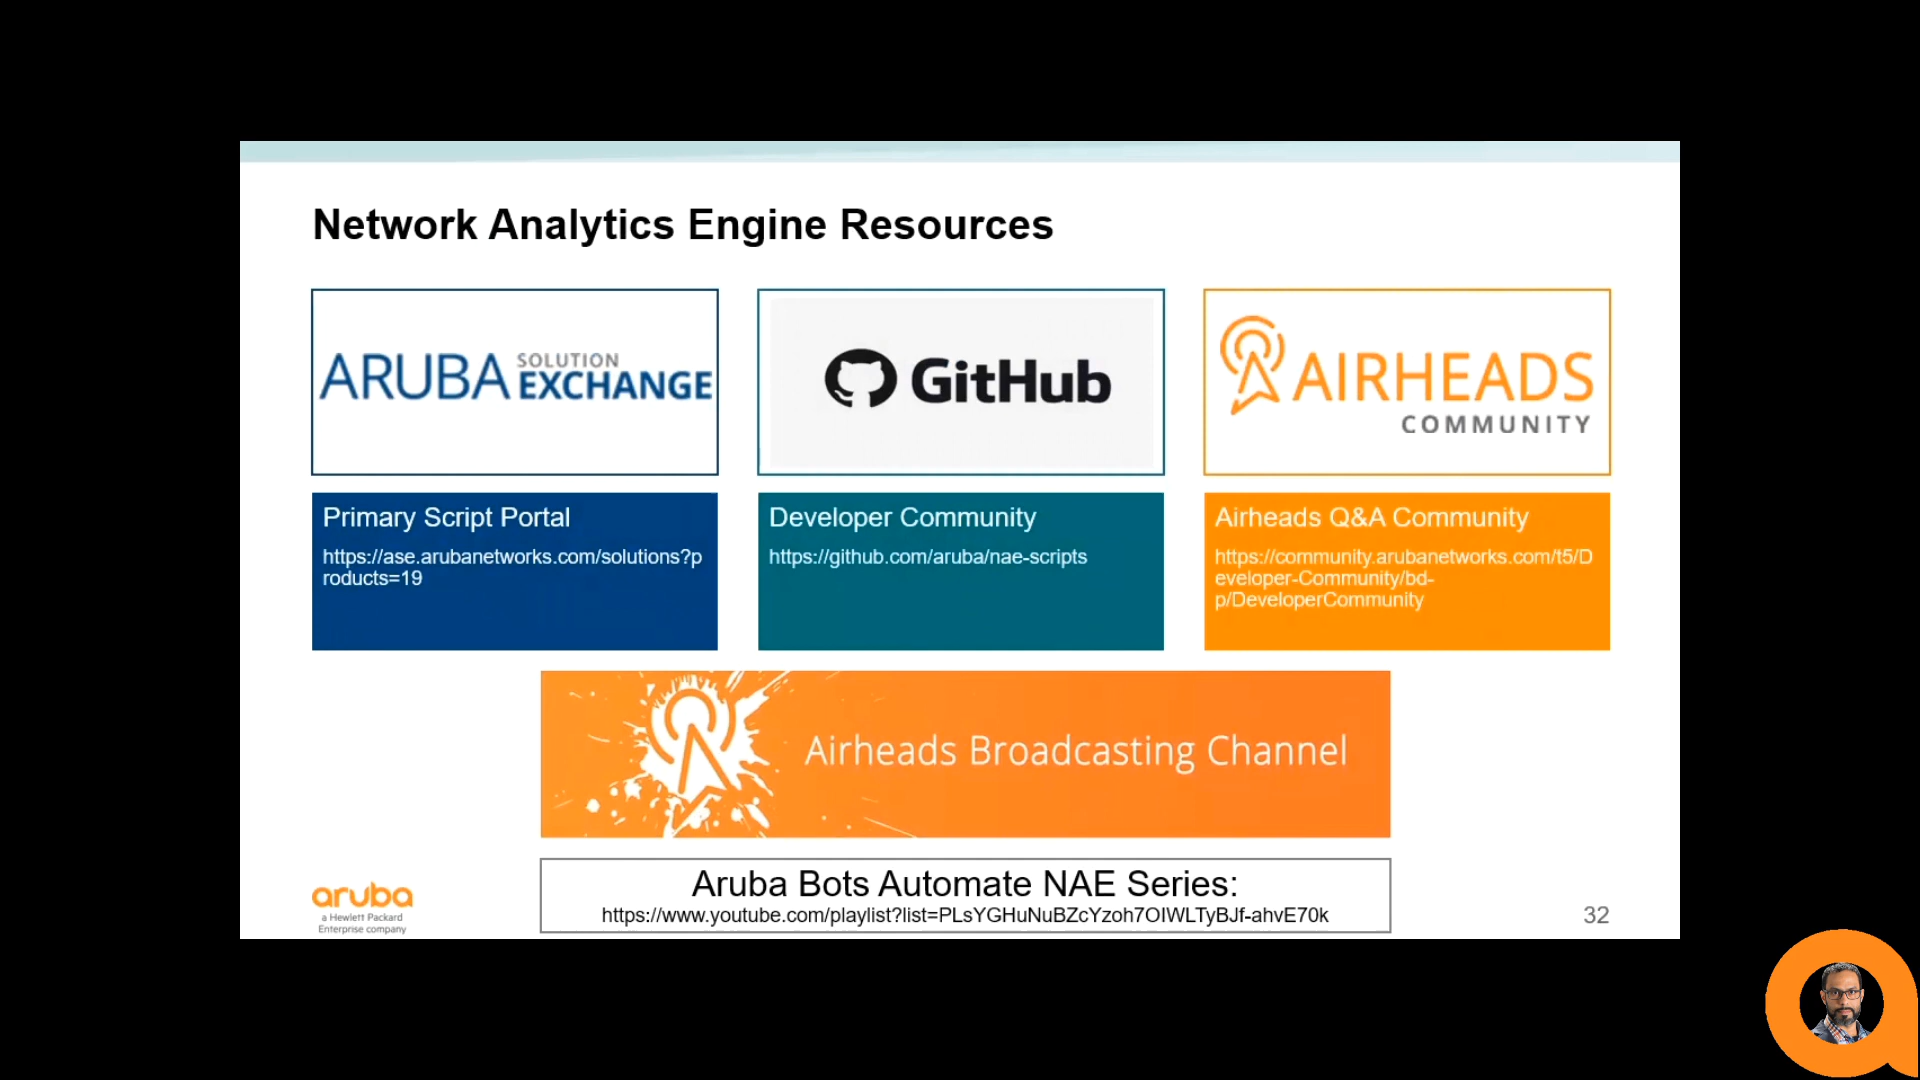 Network Analytics Engine Resources
ARUBA SOLUTION EXCHANGE
GitHub
AIRHEADS
COMMUNITY
Primary Script Portal
https://ase.arubanetworks.com/solutions?p
roducts=19
Developer Community
https://github.com/aruba/nae-scripts
Airheads Q&A Community
https://community.arubanetworks.com/t5/D
eveloper-Community/bd-
p/DeveloperCommunity
Airheads Broadcasting Channel
Aruba Bots Automate NAE Series:
https://www.youtube.com/playlist?list=PLsYGHuNuBZcYzoh7OIWLTyBJf-ahvE70k
aruba
a Hewlett Packard
Enterprise company
32